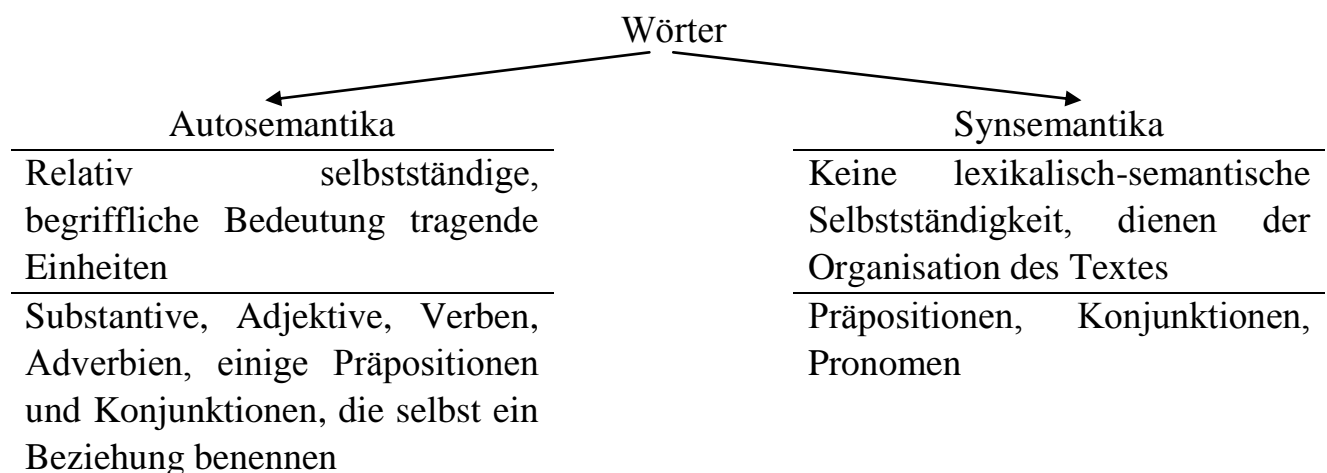 Wörter
Autosemantika
Relativ selbstständige,
begriffliche Bedeutung tragende
Einheiten
Substantive, Adjektive, Verben,
Adverbien, einige Präpositionen
und Konjunktionen, die selbst ein
Beziehung benennen
Synsemantika
Keine lexikalisch-semantische
Selbstständigkeit, dienen der
Organisation des Textes
Präpositionen, Konjunktionen,
Pronomen